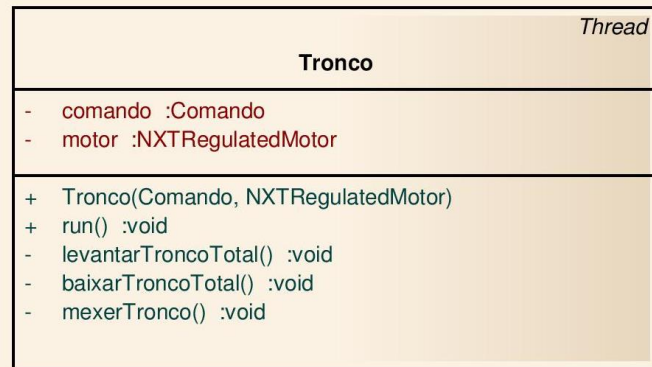 Thread
Tronco
- comando :Comando
- motor :NXTRegulatedMotor
+ Tronco(Comando, NXTRegulatedMotor)
+ run() :void
- levantarTroncoTotal() :void
- baixarTroncoTotal() :void
- mexerTronco() :void